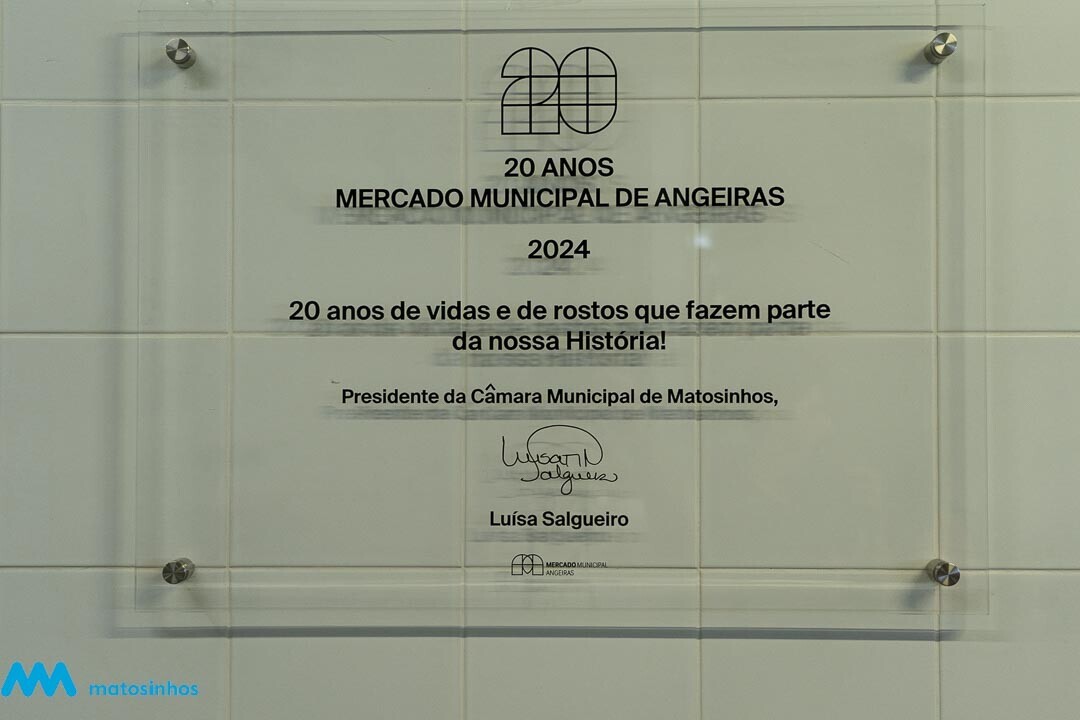 20
20 ANOS
MERCADO MUNICIPAL DE ANGEIRAS
2024
20 anos de vidas e de rostos que fazem parte
da nossa História!
Presidente da Câmara Municipal de Matosinhos,
Salgueiro
Luísa Salgueiro
MERCADO MUNICIPAL
ANGEIRAS
matosinhos